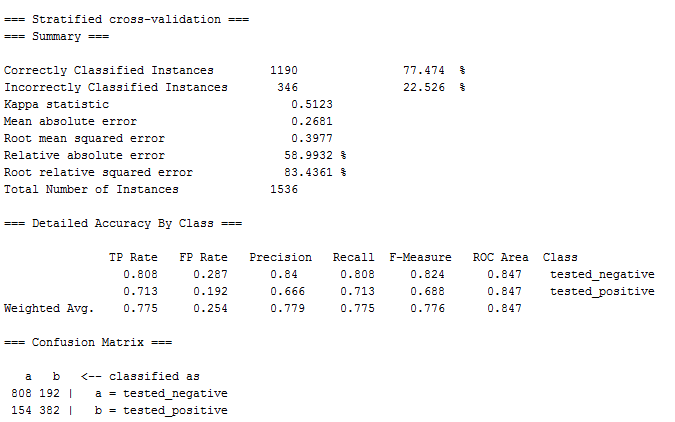 === Stratified cross-validation ===
=== Summary ===
Correctly Classified Instances 1190 77.474 %
Incorrectly Classified Instances 346 22.526 %
Kappa statistic 0.5123
Mean absolute error 0.2681
Root mean squared error 0.3977
Relative absolute error 58.9932 %
Root relative squared error 83.4361 %
Total Number of Instances 1536
=== Detailed Accuracy By Class ===
TP Rate FP Rate Precision Recall F-Measure ROC Area Class
0.808 0.287 0.84 0.808 0.824 0.847 tested_negative
0.713 0.192 0.666 0.713 0.688 0.847 tested_positive
Weighted Avg. 0.775 0.254 0.779 0.775 0.776 0.847
=== Confusion Matrix ===
a b <-- classified as
808 192 | a = tested_negative
154 382 | b = tested_positive